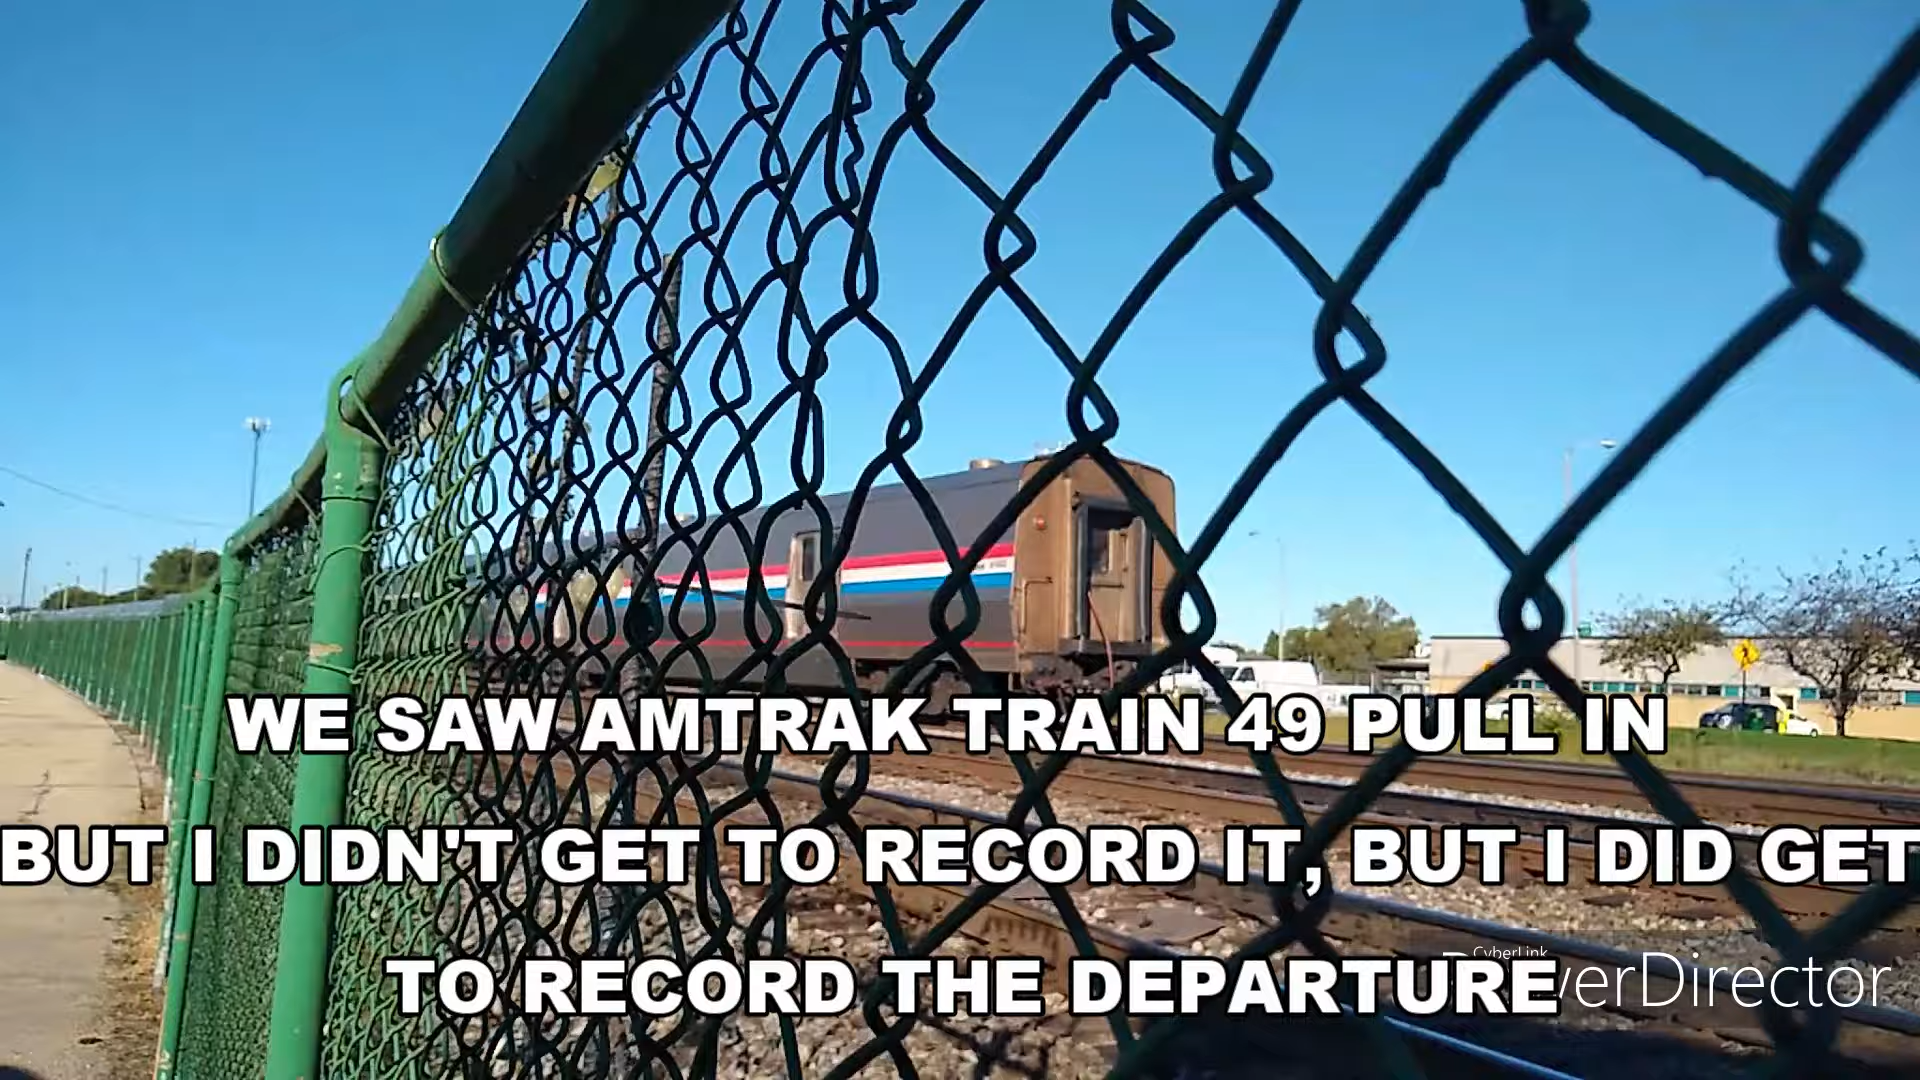 WE SAW AMTRAK TRAIN 49 PULL IN
BUT I DIDN'T GET TO RECORD IT, BUT I DID GET
TO RECORD THE DEPARTURE
CyberLink
PowerDirector